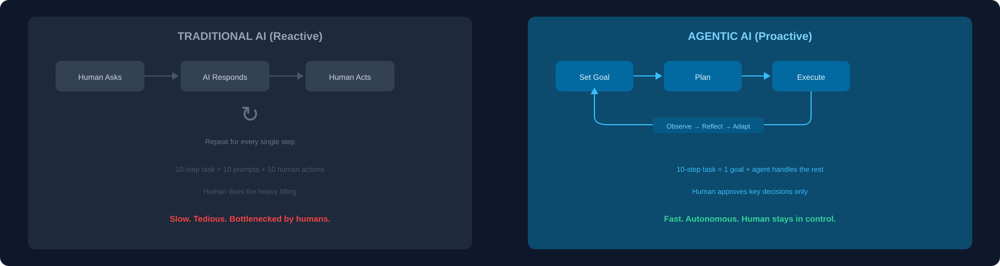 TRADITIONAL AI (Reactive)
Human Asks
AI Responds
Human Acts
↻
Repeat for every single step
10-step task = 10 prompts + 10 human actions
Human does the heavy lifting
Slow. Tedious. Bottlenecked by humans.
AGENTIC AI (Proactive)
Set Goal
Plan
Execute
Observe → Reflect → Adapt
10-step task = 1 goal + agent handles the rest
Human approves key decisions only
Fast. Autonomous. Human stays in control.